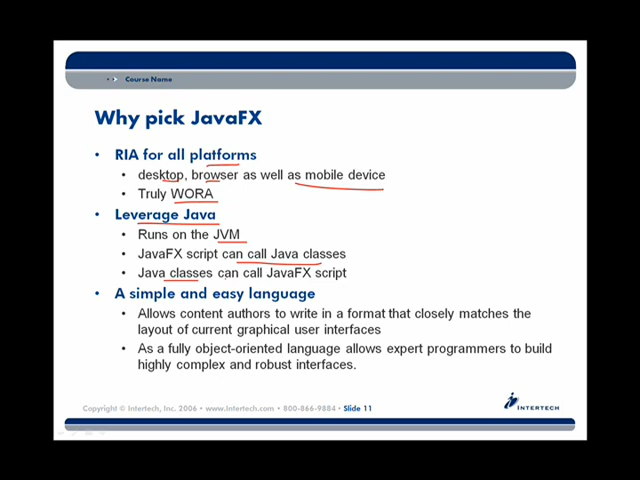 Course Name
Why pick JavaFX
• RIA for all platforms
• desktop, browser as well as mobile device
• Truly WORA
• Leverage Java
• Runs on the JVM
• JavaFX script can call Java classes
• Java classes can call JavaFX script
• A simple and easy language
• Allows content authors to write in a format that closely matches the
layout of current graphical user interfaces
• As a fully object-oriented language allows expert programmers to build
highly complex and robust interfaces.
Copyright © Intertech, Inc. 2006 • www.Intertech.com • 800-866-9884 • Slide 11
INTERTECH